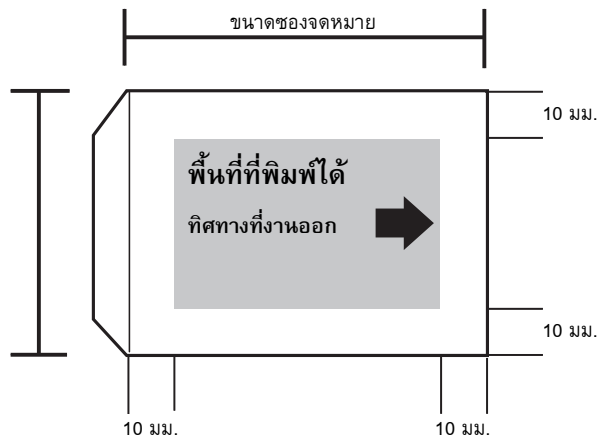 ขนาดซองจดหมาย
10 มม.
พื้นที่ที่พิมพ์ได้
ทิศทางที่งานออก
10 มม.
10 มม.
10 มม.